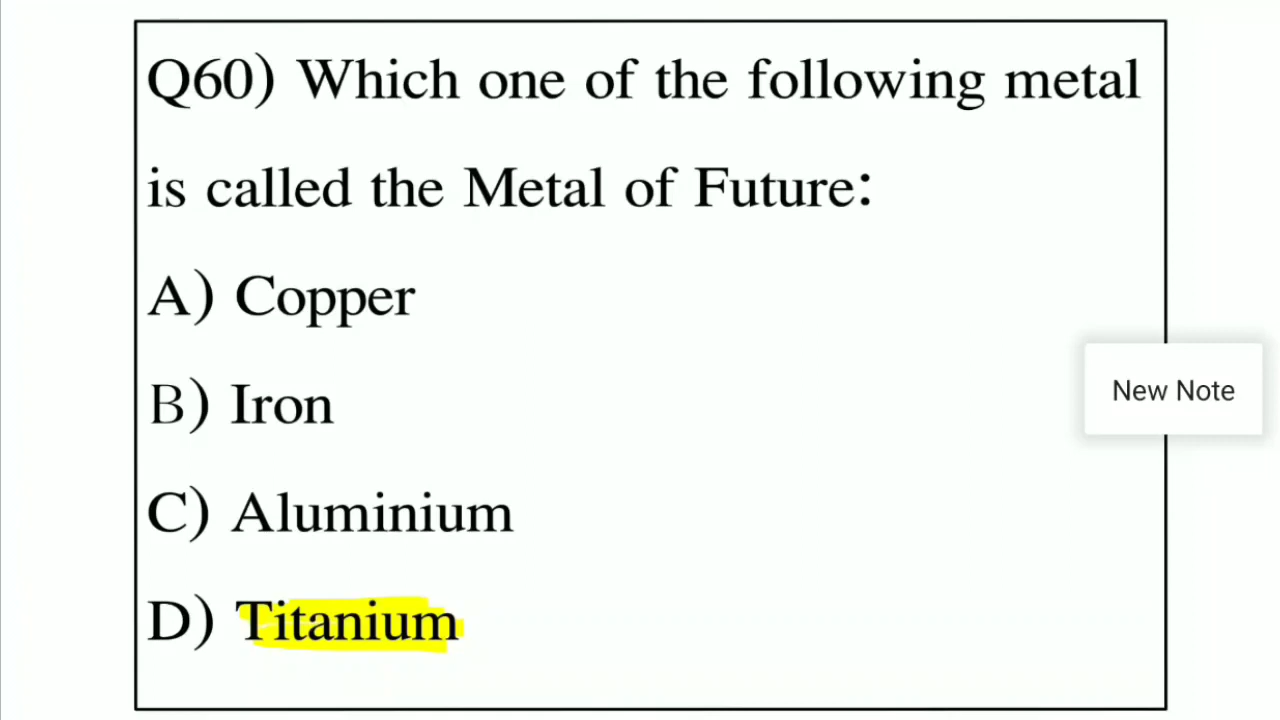 Q60) Which one of the following metal
is called the Metal of Future:
A) Copper
B) Iron
New Note
C) Aluminium
D) Titanium